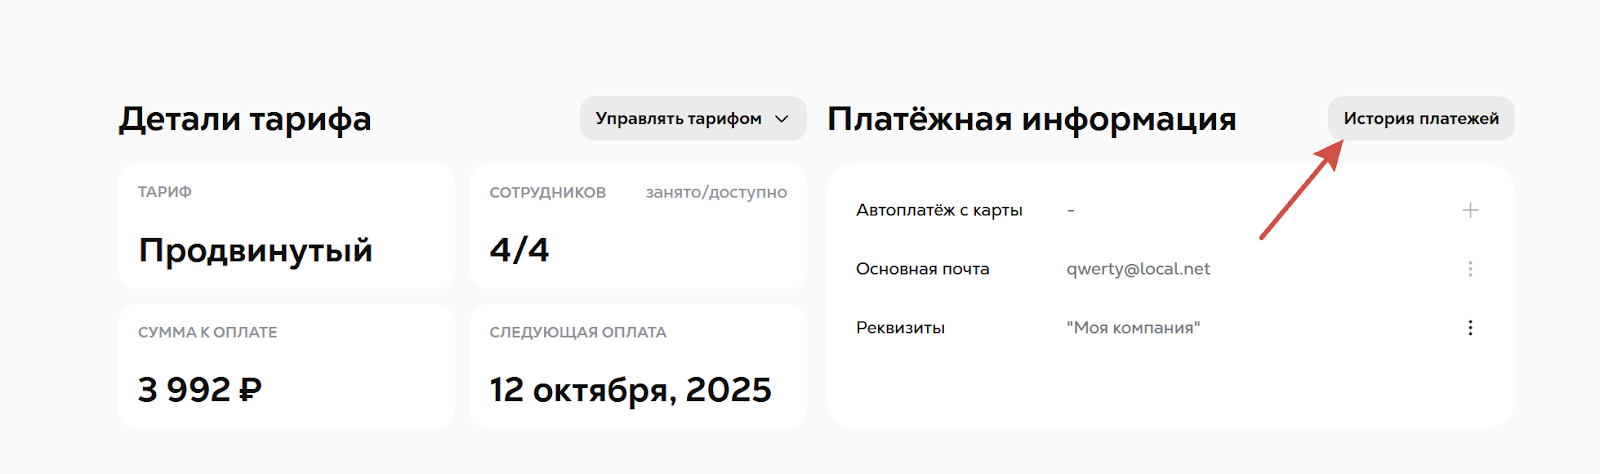 Детали тарифа
Управлять тарифом
ТАРИФ
Продвинутый
СОТРУДНИКОВ занято/доступно
4/4
СУММА К ОПЛАТЕ
3 992 ₽
СЛЕДУЮЩАЯ ОПЛАТА
12 октября, 2025
Платёжная информация
История платежей
Автоплатёж с карты -
Основная почта qwerty@local.net
Реквизиты "Моя компания"